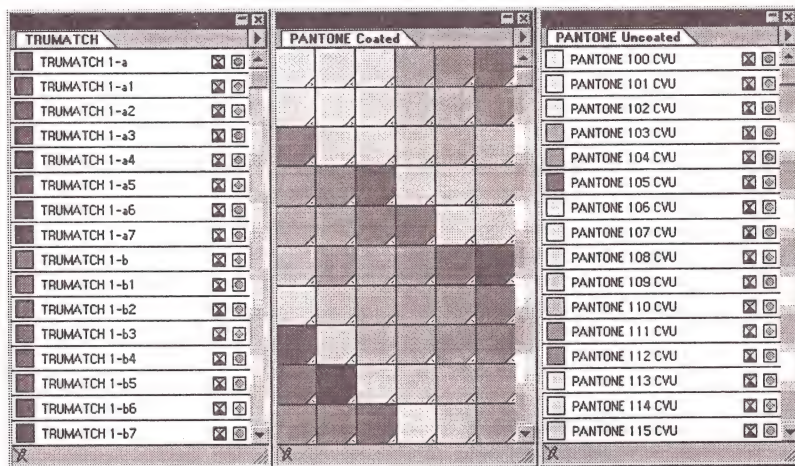 TRUMATCH
TRUMATCH 1-a
TRUMATCH 1-a1
TRUMATCH 1-a2
TRUMATCH 1-a3
TRUMATCH 1-a4
TRUMATCH 1-a5
TRUMATCH 1-a6
TRUMATCH 1-a7
TRUMATCH 1-b
TRUMATCH 1-b1
TRUMATCH 1-b2
TRUMATCH 1-b3
TRUMATCH 1-b4
TRUMATCH 1-b5
TRUMATCH 1-b6
TRUMATCH 1-b7
PANTONE Coated
PANTONE Uncoated
PANTONE 100 CVU
PANTONE 101 CVU
PANTONE 102 CVU
PANTONE 103 CVU
PANTONE 104 CVU
PANTONE 105 CVU
PANTONE 106 CVU
PANTONE 107 CVU
PANTONE 108 CVU
PANTONE 109 CVU
PANTONE 110 CVU
PANTONE 111 CVU
PANTONE 112 CVU
PANTONE 113 CVU
PANTONE 114 CVU
PANTONE 115 CVU